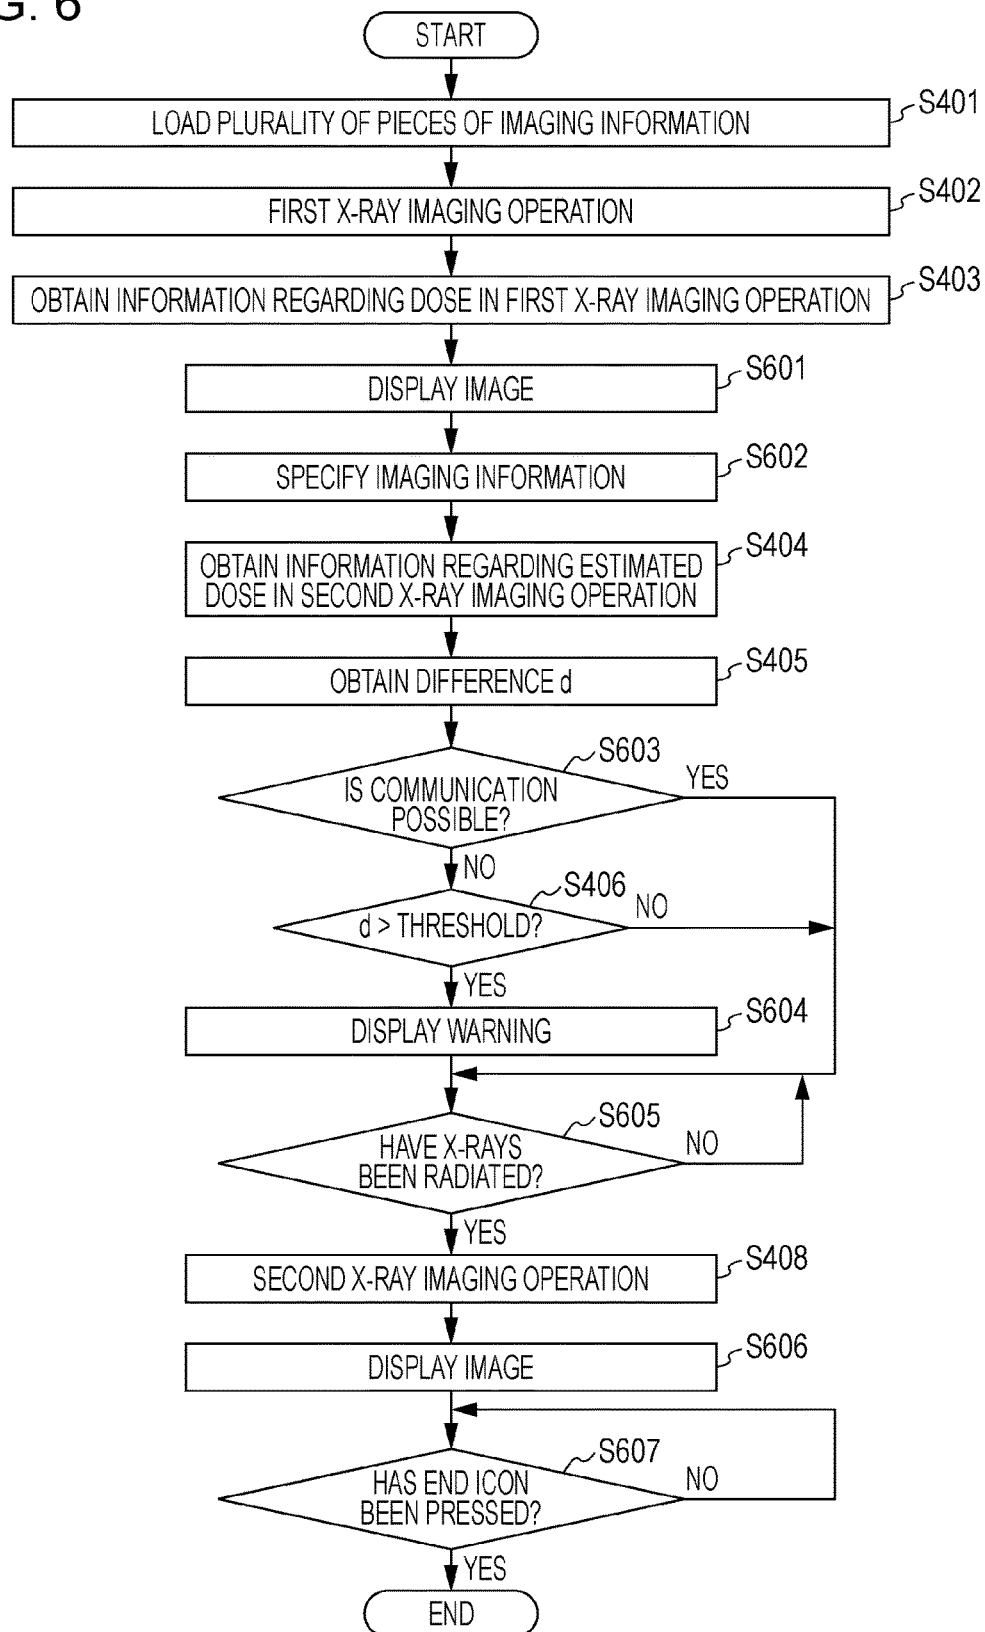 G. 6
START
LOAD PLURALITY OF PIECES OF IMAGING INFORMATION
S401
FIRST X-RAY IMAGING OPERATION
S402
OBTAIN INFORMATION REGARDING DOSE IN FIRST X-RAY IMAGING OPERATION
S403
DISPLAY IMAGE
S601
SPECIFY IMAGING INFORMATION
S602
OBTAIN INFORMATION REGARDING ESTIMATED
DOSE IN SECOND X-RAY IMAGING OPERATION
S404
OBTAIN DIFFERENCE d
S405
IS COMMUNICATION
POSSIBLE?
S603
YES
NO
d > THRESHOLD?
S406
NO
YES
DISPLAY WARNING
S604
HAVE X-RAYS
BEEN RADIATED?
S605
NO
YES
SECOND X-RAY IMAGING OPERATION
S408
DISPLAY IMAGE
S606
HAS END ICON
BEEN PRESSED?
S607
NO
YES
END